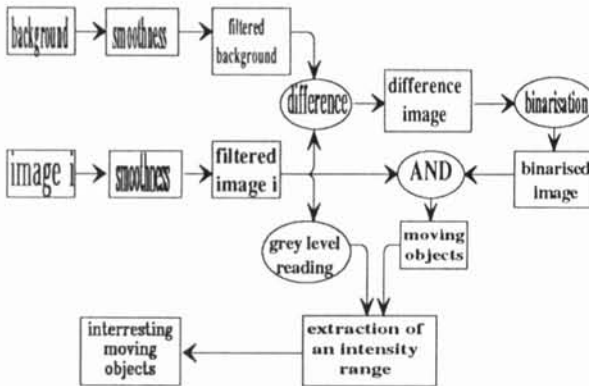 background
smoothness
filtered
background
difference
difference
image
binarisation
image i
smoothness
filtered
image i
AND
binarised
image
grey level
reading
moving
objects
interresting
moving
objects
extraction of
an intensity
range